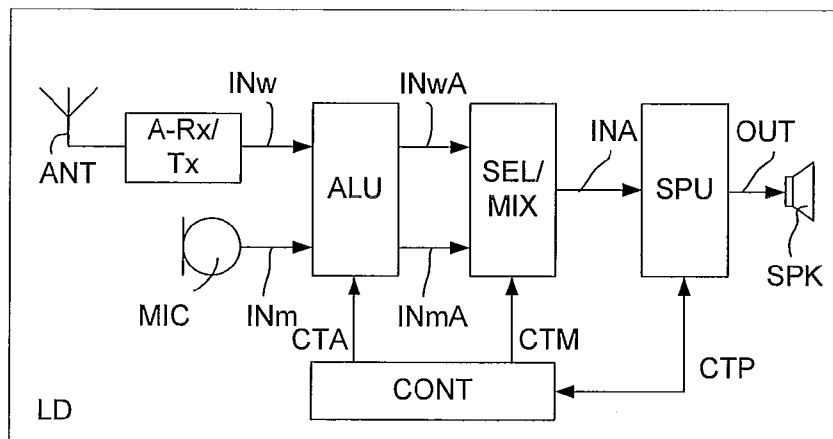 INw
INwA
A-Rx/
Tx
ANT
ALU
SEL/
MIX
INA
SPU
OUT
SPK
MIC
INm
INmA
CTA
CTM
CTP
CONT
LD